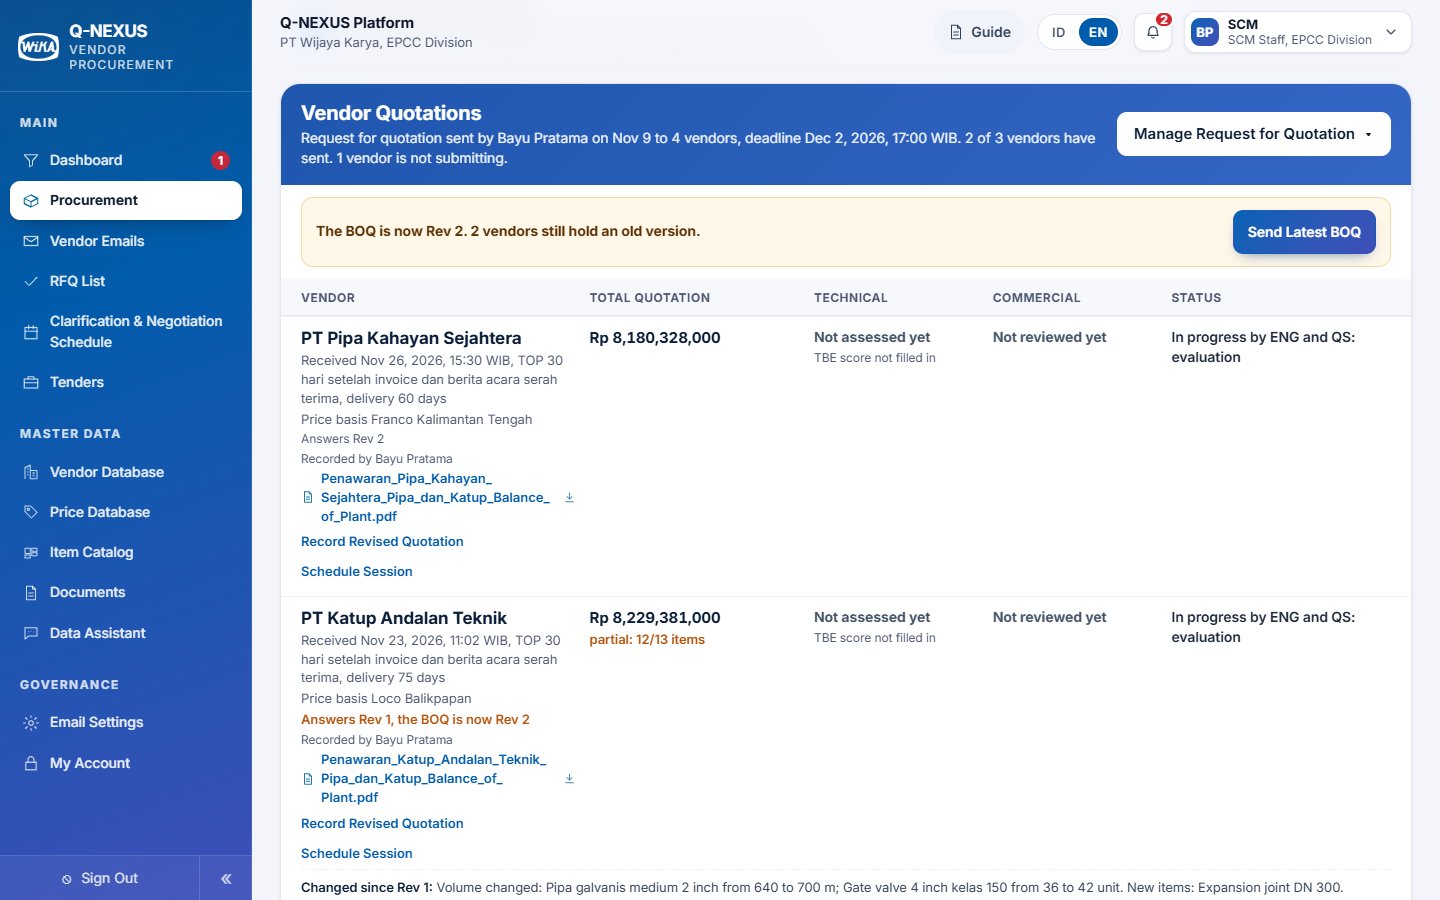 WIKA
Q-NEXUS
VENDOR
PROCUREMENT
MAIN
Dashboard
1
Procurement
Vendor Emails
RFQ List
Clarification & Negotiation
Schedule
Tenders
MASTER DATA
Vendor Database
Price Database
Item Catalog
Documents
Data Assistant
GOVERNANCE
Email Settings
My Account
Sign Out
Q-NEXUS Platform
PT Wijaya Karya, EPCC Division
Guide
ID
EN
2
BP
SCM
SCM Staff, EPCC Division
Vendor Quotations
Request for quotation sent by Bayu Pratama on Nov 9 to 4 vendors, deadline Dec 2, 2026, 17:00 WIB. 2 of 3 vendors have
sent. 1 vendor is not submitting.
Manage Request for Quotation
The BOQ is now Rev 2. 2 vendors still hold an old version.
Send Latest BOQ
VENDOR
TOTAL QUOTATION
TECHNICAL
COMMERCIAL
STATUS
PT Pipa Kahayan Sejahtera
Received Nov 26, 2026, 15:30 WIB, TOP 30
hari setelah invoice dan berita acara serah
terima, delivery 60 days
Price basis Franco Kalimantan Tengah
Answers Rev 2
Recorded by Bayu Pratama
Penawaran_Pipa_Kahayan_
Sejahtera_Pipa_dan_Katup_Balance_
of_Plant.pdf
Record Revised Quotation
Schedule Session
Rp 8,180,328,000
Not assessed yet
TBE score not filled in
Not reviewed yet
In progress by ENG and QS:
evaluation
PT Katup Andalan Teknik
Received Nov 23, 2026, 11:02 WIB, TOP 30
hari setelah invoice dan berita acara serah
terima, delivery 75 days
Price basis Loco Balikpapan
Answers Rev 1, the BOQ is now Rev 2
Recorded by Bayu Pratama
Penawaran_Katup_Andalan_Teknik_
Pipa_dan_Katup_Balance_of_
Plant.pdf
Record Revised Quotation
Schedule Session
Rp 8,229,381,000
partial: 12/13 items
Not assessed yet
TBE score not filled in
Not reviewed yet
In progress by ENG and QS:
evaluation
Changed since Rev 1: Volume changed: Pipa galvanis medium 2 inch from 640 to 700 m; Gate valve 4 inch kelas 150 from 36 to 42 unit. New items: Expansion joint DN 300.